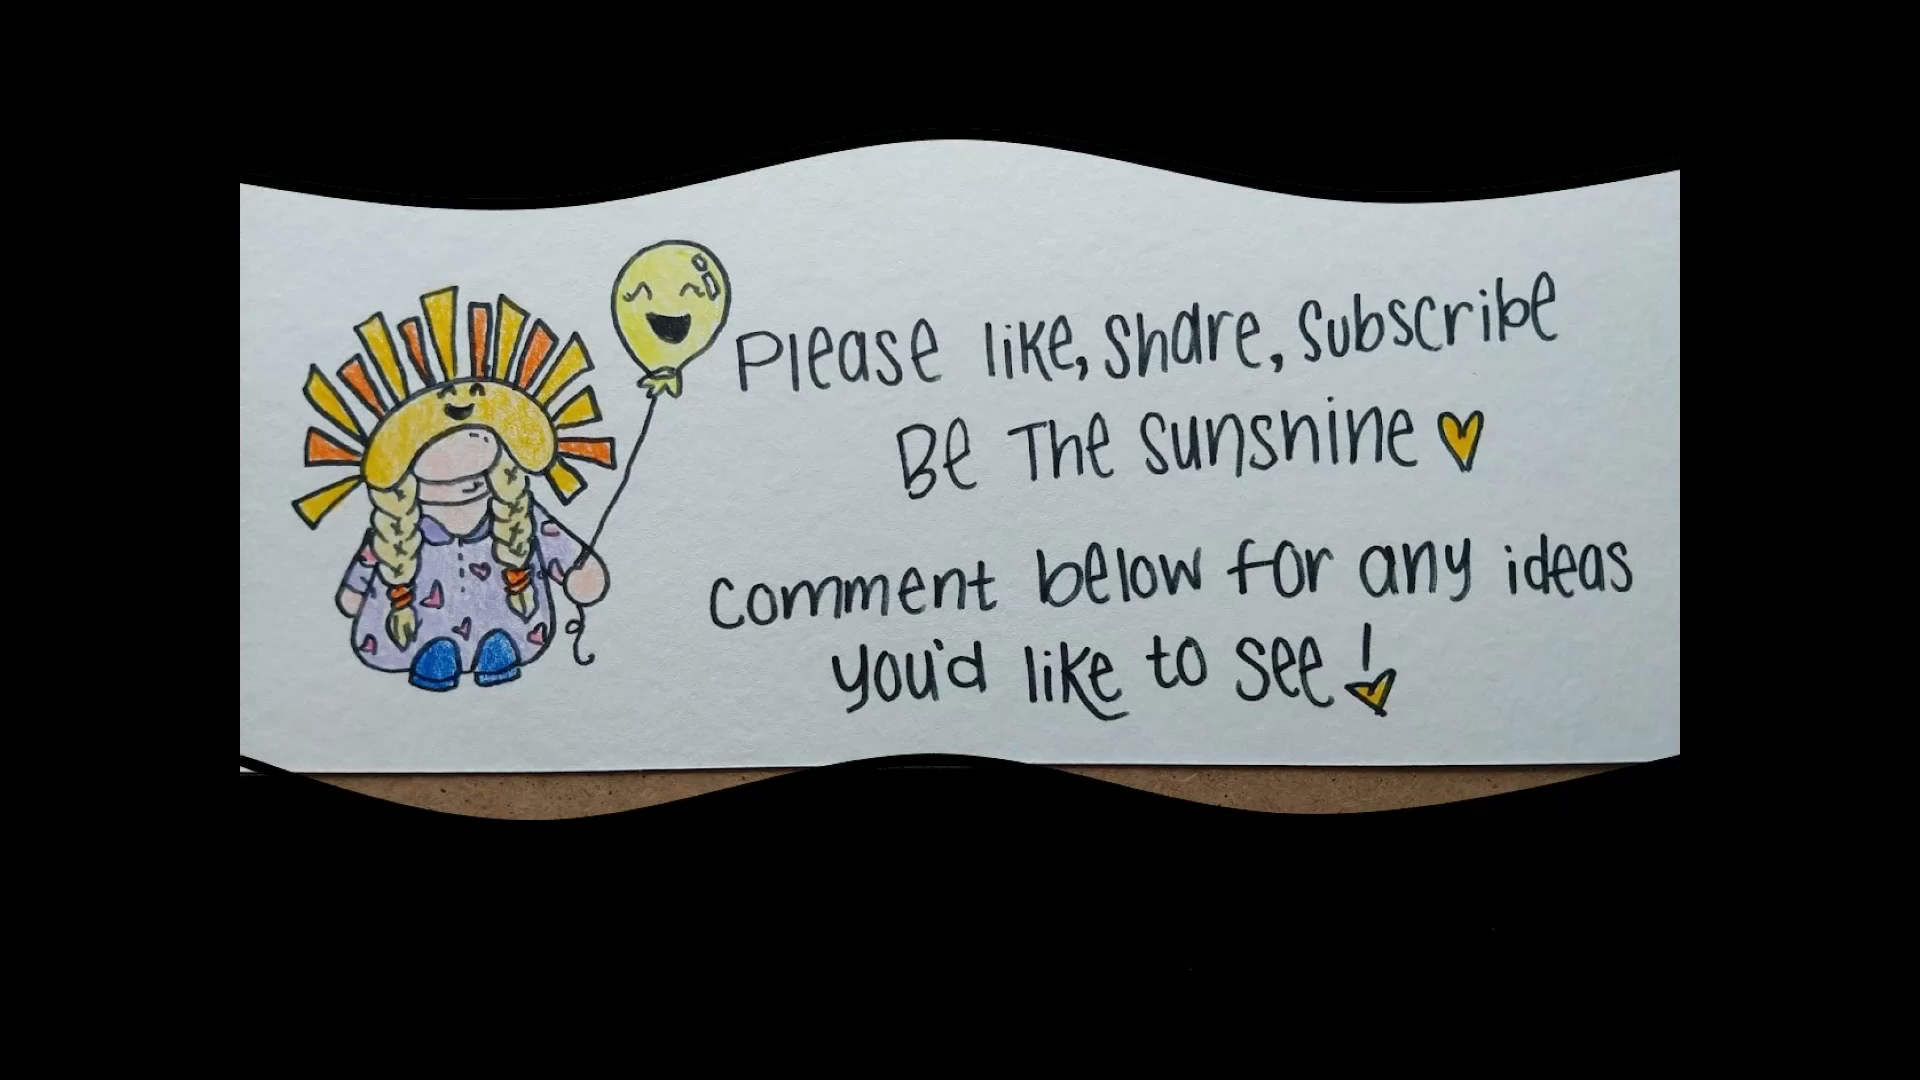 Please like, share, subscribe
Be The sunshine
comment below for any ideas
you'd like to see!